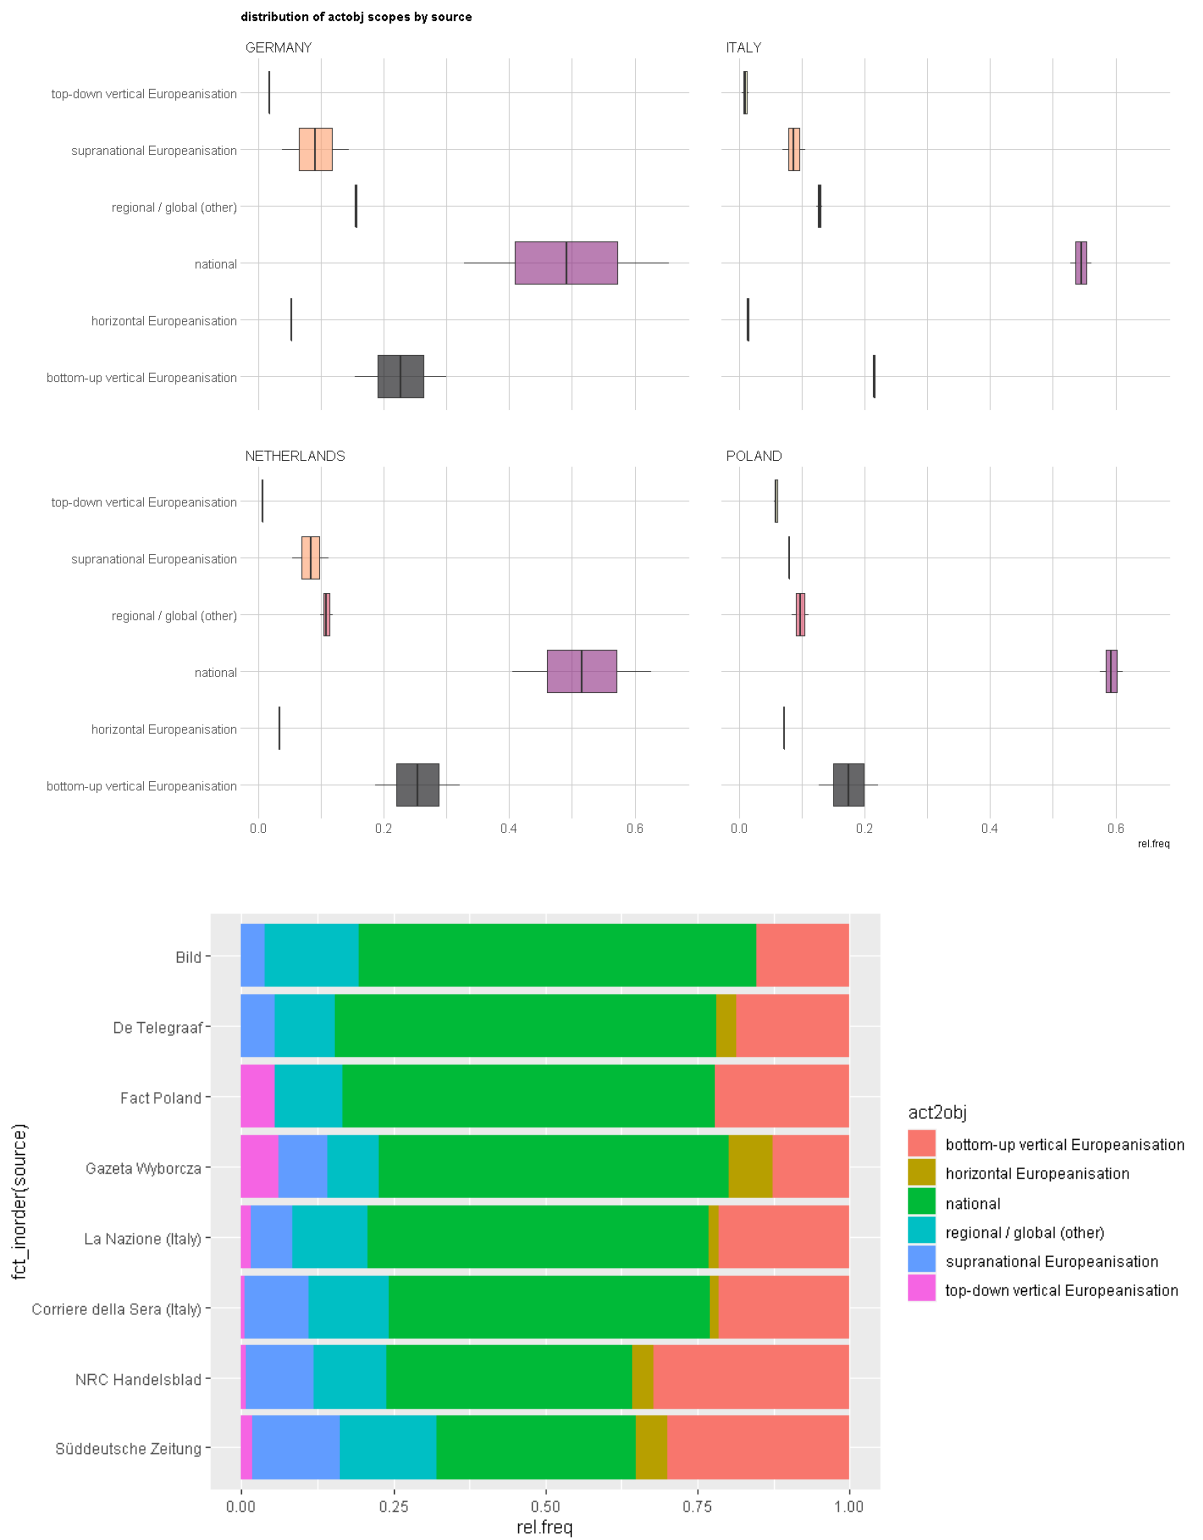 distribution of actobj scopes by source
GERMANY
ITALY
top-down vertical Europeanisation
supranational Europeanisation
regional / global (other)
national
horizontal Europeanisation
bottom-up vertical Europeanisation
NETHERLANDS
POLAND
top-down vertical Europeanisation
supranational Europeanisation
regional / global (other)
national
horizontal Europeanisation
bottom-up vertical Europeanisation
0.0 0.2 0.4 0.6
0.0 0.2 0.4 0.6
rel.freq
fct_inorder(source)
Bild
De Telegraaf
Fact Poland
Gazeta Wyborcza
La Nazione (Italy)
Corriere della Sera (Italy)
NRC Handelsblad
Süddeutsche Zeitung
0.00 0.25 0.50 0.75 1.00
rel.freq
act2obj
bottom-up vertical Europeanisation
horizontal Europeanisation
national
regional / global (other)
supranational Europeanisation
top-down vertical Europeanisation